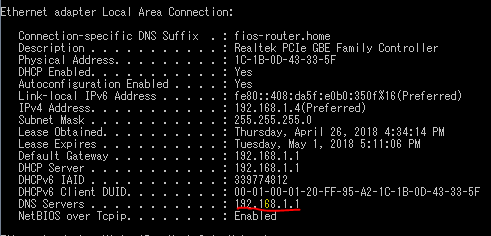 Ethernet adapter Local Area Connection:
Connection-specific DNS Suffix . : fios-router.home
Description . . . . . . . . . . . : Realtek PCIe GBE Family Controller
Physical Address. . . . . . . . . : 1C-1B-0D-43-33-5F
DHCP Enabled. . . . . . . . . . . : Yes
Autoconfiguration Enabled . . . . : Yes
Link-local IPv6 Address . . . . . : fe80::408:da5f:e0b0:350f%16(Preferred)
IPv4 Address. . . . . . . . . . . : 192.168.1.4(Preferred)
Subnet Mask . . . . . . . . . . . : 255.255.255.0
Lease Obtained. . . . . . . . . . : Thursday, April 26, 2018 4:34:14 PM
Lease Expires . . . . . . . . . . : Tuesday, May 1, 2018 5:11:06 PM
Default Gateway . . . . . . . . . : 192.168.1.1
DHCP Server . . . . . . . . . . . : 192.168.1.1
DHCPv6 IAID . . . . . . . . . . . : 339774812
DHCPv6 Client DUID. . . . . . . . : 00-01-00-01-20-FF-95-A2-1C-1B-0D-43-33-5F
DNS Servers . . . . . . . . . . . : 192.168.1.1
NetBIOS over Tcpip. . . . . . . . : Enabled